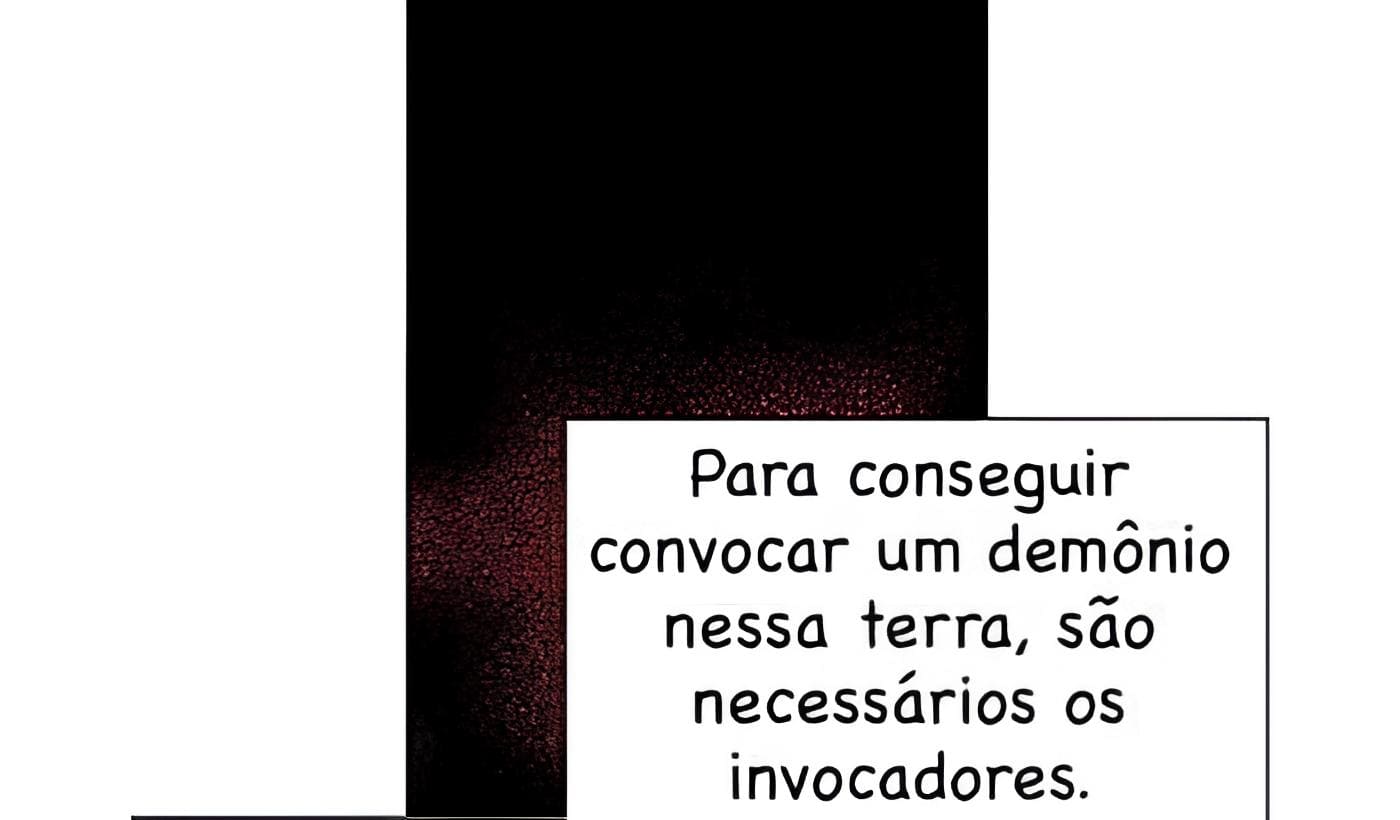 Para conseguir
convocar um demônio
nessa terra, são
necessários os
invocadores.